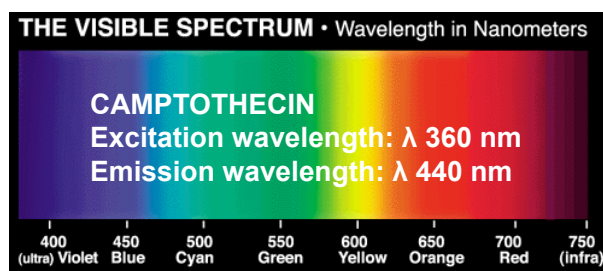 THE VISIBLE SPECTRUM • Wavelength in Nanometers
CAMPTOTHECIN
Excitation wavelength: λ 360 nm
Emission wavelength: λ 440 nm
400 450 500 550 600 650 700 750
(ultra) Violet Blue Cyan Green Yellow Orange Red (infra)